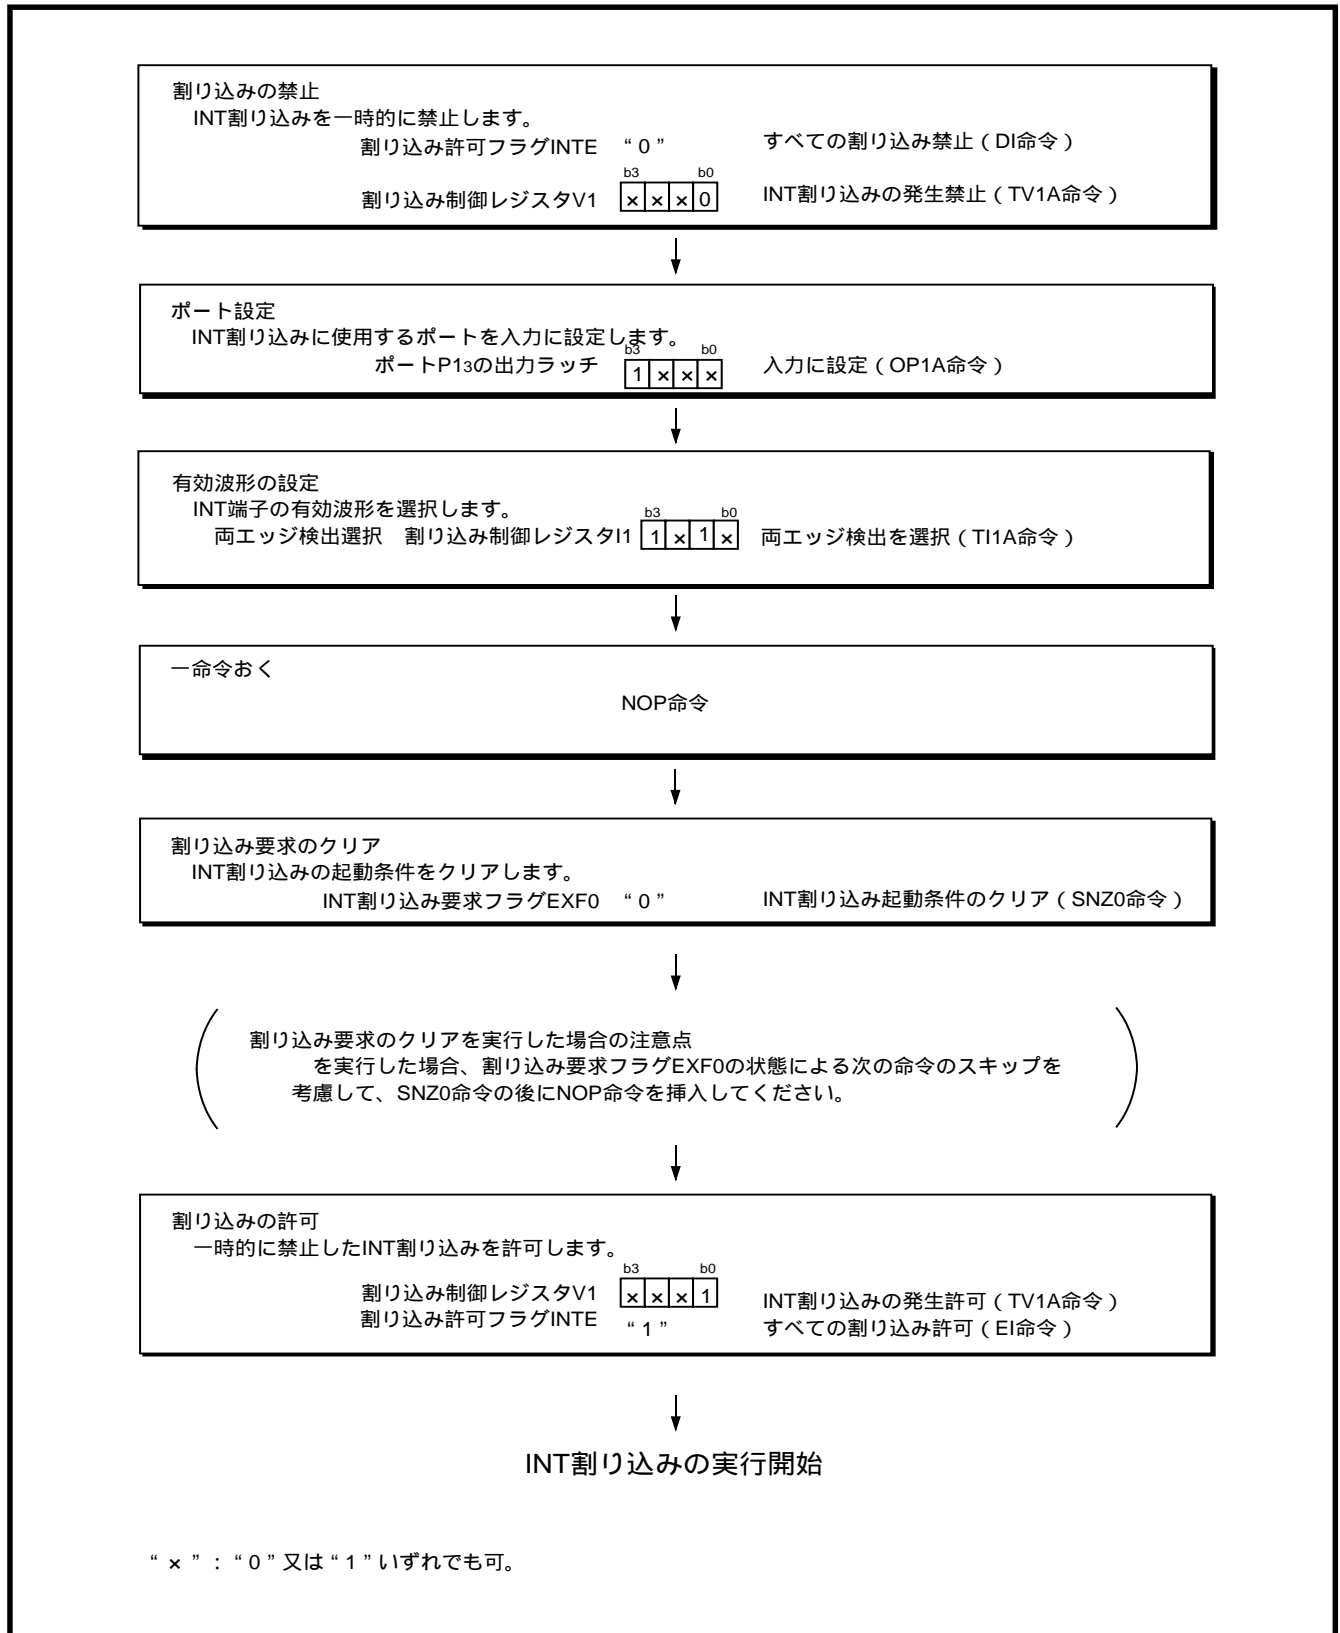 割り込みの禁止
INT割り込みを一時的に禁止します。
割り込み許可フラグINTE “0” すべての割り込み禁止(DI命令)
b3 b0
割り込み制御レジスタV1 × × × 0 INT割り込みの発生禁止(TV1A命令)
ポート設定
INT割り込みに使用するポートを入力に設定します。
b3 b0
ポートP13の出力ラッチ 1 × × × 入力に設定(OP1A命令)
有効波形の設定
INT端子の有効波形を選択します。
b3 b0
両エッジ検出選択 割り込み制御レジスタI1 1 × 1 × 両エッジ検出を選択(TI1A命令)
一命令おく
NOP命令
割り込み要求のクリア
INT割り込みの起動条件をクリアします。
INT割り込み要求フラグEXF0 “0” INT割り込み起動条件のクリア(SNZ0命令)
割り込み要求のクリアを実行した場合の注意点
を実行した場合、割り込み要求フラグEXF0の状態による次の命令のスキップを
考慮して、SNZ0命令の後にNOP命令を挿入してください。
割り込みの許可
一時的に禁止したINT割り込みを許可します。
b3 b0
割り込み制御レジスタV1 × × × 1 INT割り込みの発生許可(TV1A命令)
割り込み許可フラグINTE “1” すべての割り込み許可(EI命令)
INT割り込みの実行開始
“×”:“0”又は“1”いずれでも可。